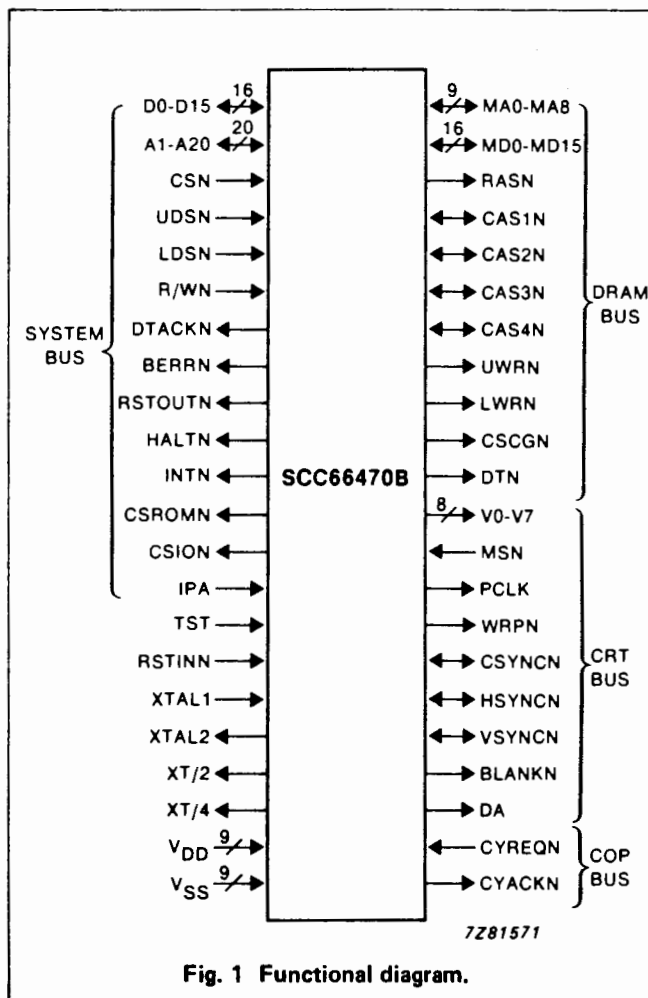 16
D0-D15
20
A1-A20
CSN
UDSN
LDSN
R/WN
DTACKN
BERRN
RSTOUTN
HALTN
INTN
CSROMN
CSION
IPA
SYSTEM
BUS
TST
RSTINN
XTAL1
XTAL2
XT/2
XT/4
9
VDD
9
VSS
SCC66470B
9
MA0-MA8
16
MD0-MD15
RASN
CAS1N
CAS2N
CAS3N
CAS4N
UWRN
LWRN
CSCGN
DTN
DRAM
BUS
8
V0-V7
MSN
PCLK
WRPN
CSYNCN
HSYNCN
VSYNCN
BLANKN
DA
CRT
BUS
CYREQN
CYACKN
COP
BUS
7Z81571
Fig. 1 Functional diagram.